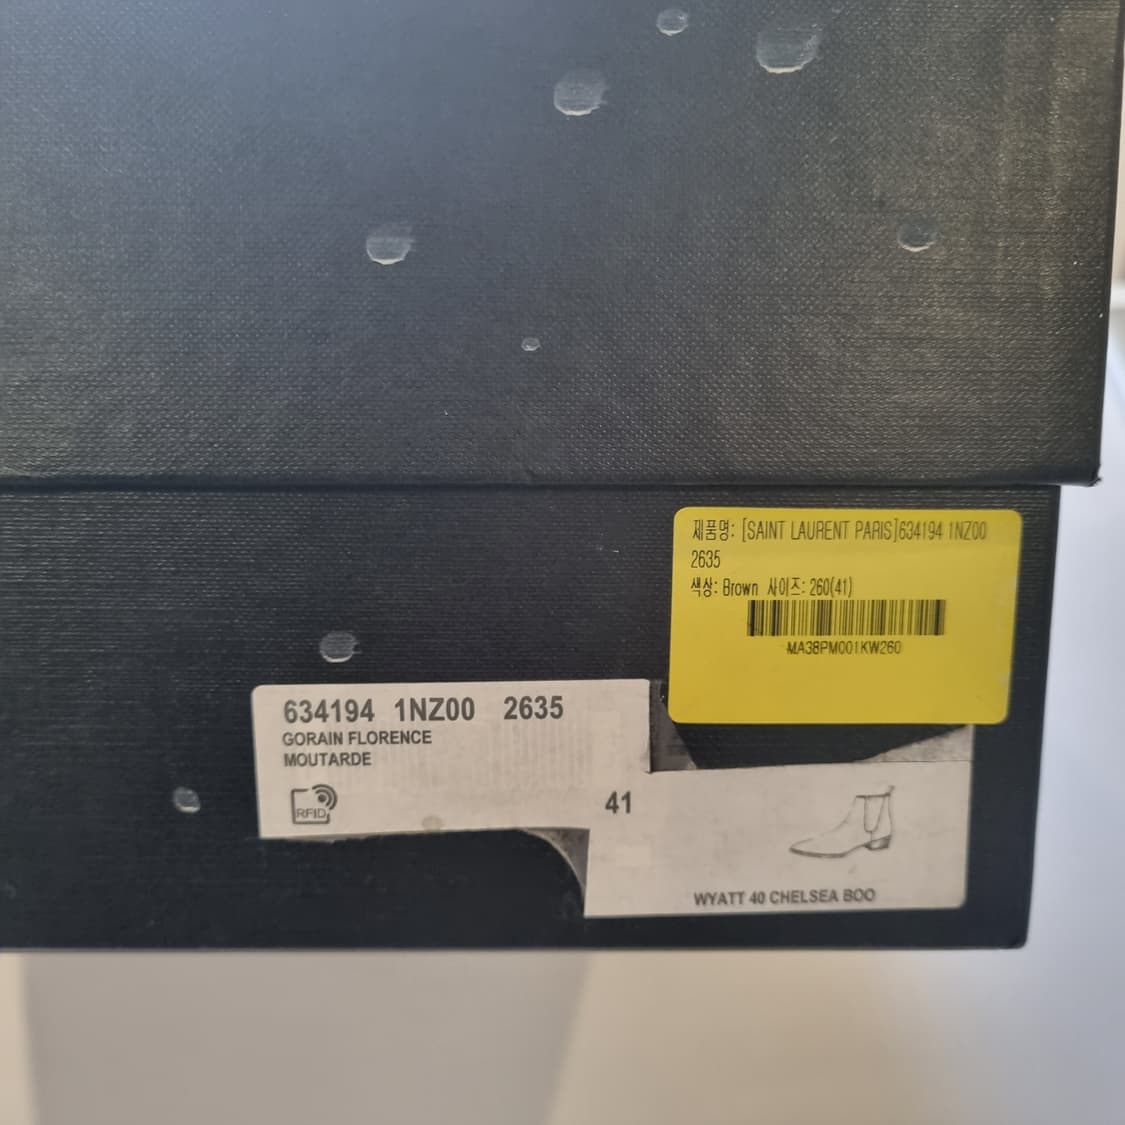 제품명: [SAINT LAURENT PARIS]634194 1NZ00
2635
색상: Brown 사이즈: 260(41)
MA38PM001KW260
634194 1NZ00 2635
GORAIN FLORENCE
MOUTARDE
RFID
41
WYATT 40 CHELSEA BOO